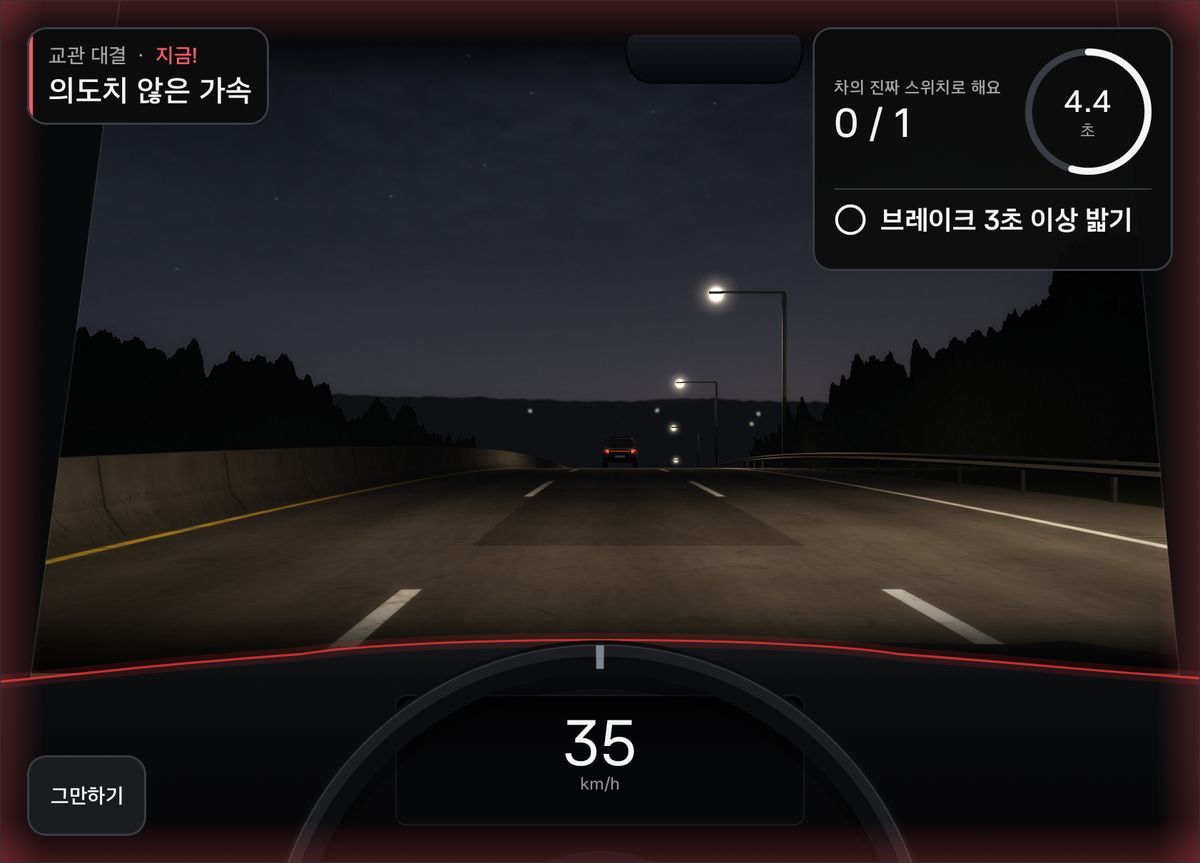 교관 대결 · 지금!
의도치 않은 가속
차의 진짜 스위치로 해요
0 / 1
4.4
초
브레이크 3초 이상 밟기
35
km/h
그만하기